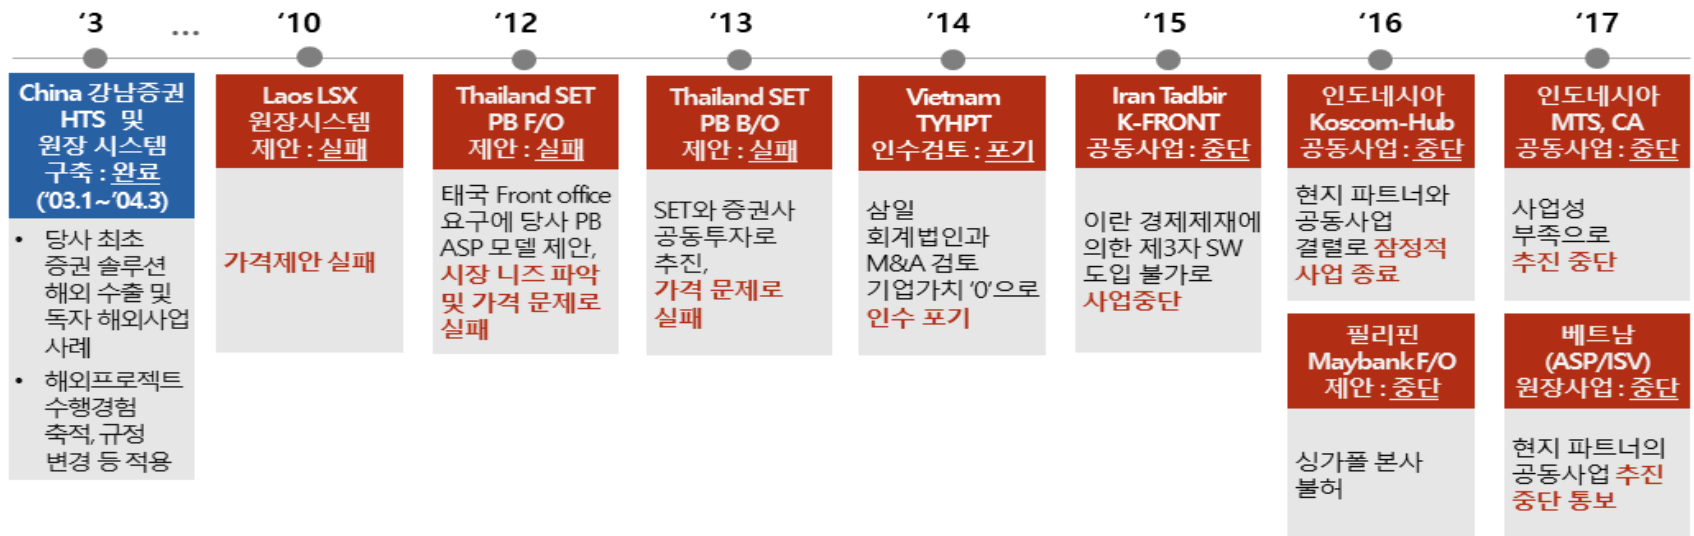 ‘3
...
‘10
‘12
‘13
‘14
‘15
‘16
‘17
China 강남증권
HTS 및
원장 시스템
구축 : 완료
(‘03.1~’04.3)
• 당사 최초
증권 솔루션
해외 수출 및
독자 해외사업
사례
• 해외프로젝트
수행경험
축적, 규정
변경 등 적용
Laos LSX
원장시스템
제안 : 실패
가격제안 실패
Thailand SET
PB F/O
제안 : 실패
태국 Front office
요구에 당사 PB
ASP 모델 제안,
시장 니즈 파악
및 가격 문제로
실패
Thailand SET
PB B/O
제안 : 실패
SET와 증권사
공동투자로
추진,
가격 문제로
실패
Vietnam
TYHPT
인수검토 : 포기
삼일
회계법인과
M&A 검토
기업가치 ‘0’으로
인수 포기
Iran Tadbir
K-FRONT
공동사업 : 중단
이란 경제제재에
의한 제3자 SW
도입 불가로
사업중단
인도네시아
Koscom-Hub
공동사업 : 중단
현지 파트너와
공동사업
결렬로 잠정적
사업 종료
필리핀
Maybank F/O
제안 : 중단
싱가폴 본사
불허
인도네시아
MTS, CA
공동사업 : 중단
사업성
부족으로
추진 중단
베트남
(ASP/ISV)
원장사업 : 중단
현지 파트너의
공동사업 추진
중단 통보